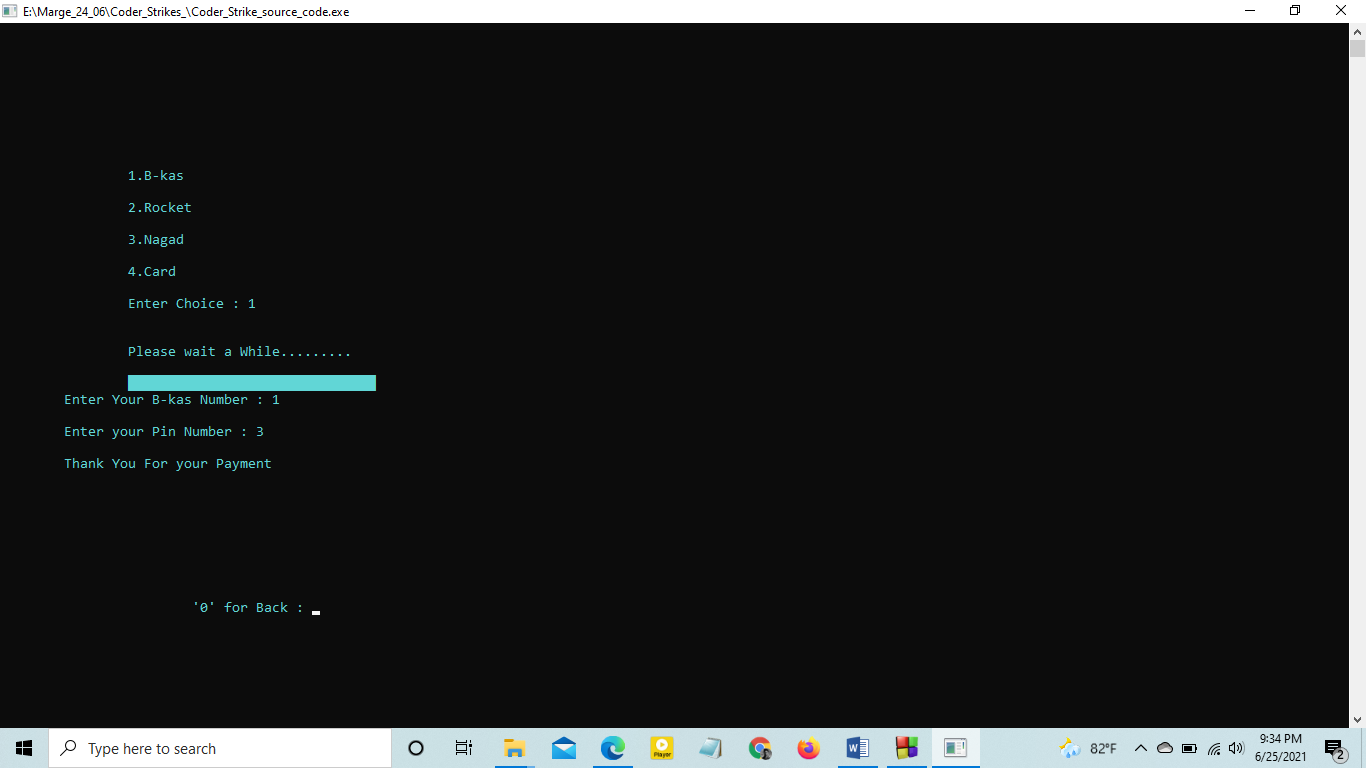 E:\Marge_24_06\Coder_Strikes_\Coder_Strike_source_code.exe
1.B-kas
2.Rocket
3.Nagad
4.Card
Enter Choice : 1
Please wait a While.........
Enter Your B-kas Number : 1
Enter your Pin Number : 3
Thank You For your Payment
'0' for Back :
Type here to search
Player
82°F
9:34 PM
6/25/2021
2